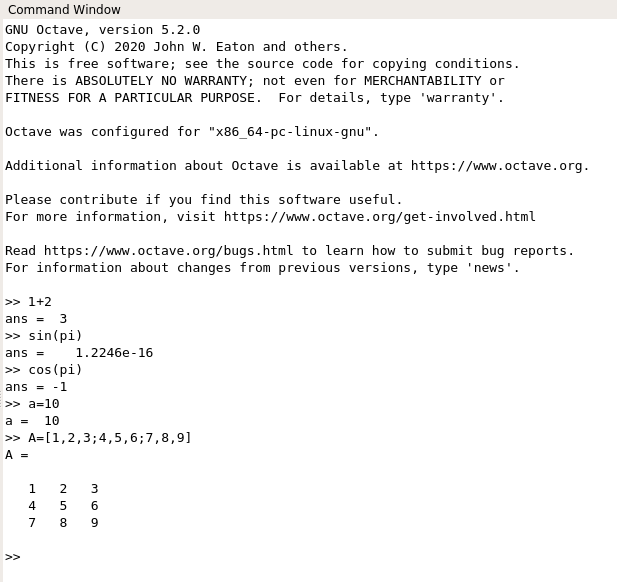 Command Window
GNU Octave, version 5.2.0
Copyright (C) 2020 John W. Eaton and others.
This is free software; see the source code for copying conditions.
There is ABSOLUTELY NO WARRANTY; not even for MERCHANTABILITY or
FITNESS FOR A PARTICULAR PURPOSE.  For details, type 'warranty'.

Octave was configured for "x86_64-pc-linux-gnu".

Additional information about Octave is available at https://www.octave.org.

Please contribute if you find this software useful.
For more information, visit https://www.octave.org/get-involved.html

Read https://www.octave.org/bugs.html to learn how to submit bug reports.
For information about changes from previous versions, type 'news'.

>> 1+2
ans =  3
>> sin(pi)
ans =    1.2246e-16
>> cos(pi)
ans = -1
>> a=10
a =  10
>> A=[1,2,3;4,5,6;7,8,9]
A =

   1   2   3
   4   5   6
   7   8   9

>>